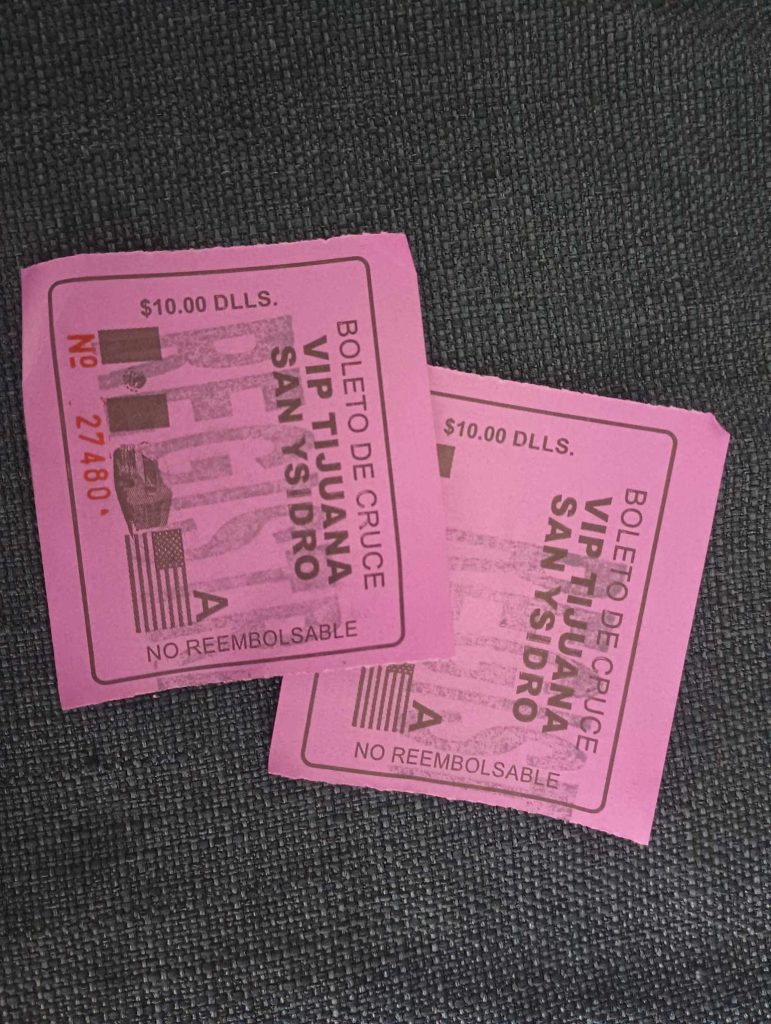 $10.00 DLLS.
BOLETO DE CRUCE
VIP TIJUANA
SAN YSIDRO
Nº 27480
A
NO REEMBOLSABLE
$10.00 DLLS.
BOLETO DE CRUCE
VIP TIJUANA
SAN YSIDRO
A
NO REEMBOLSABLE